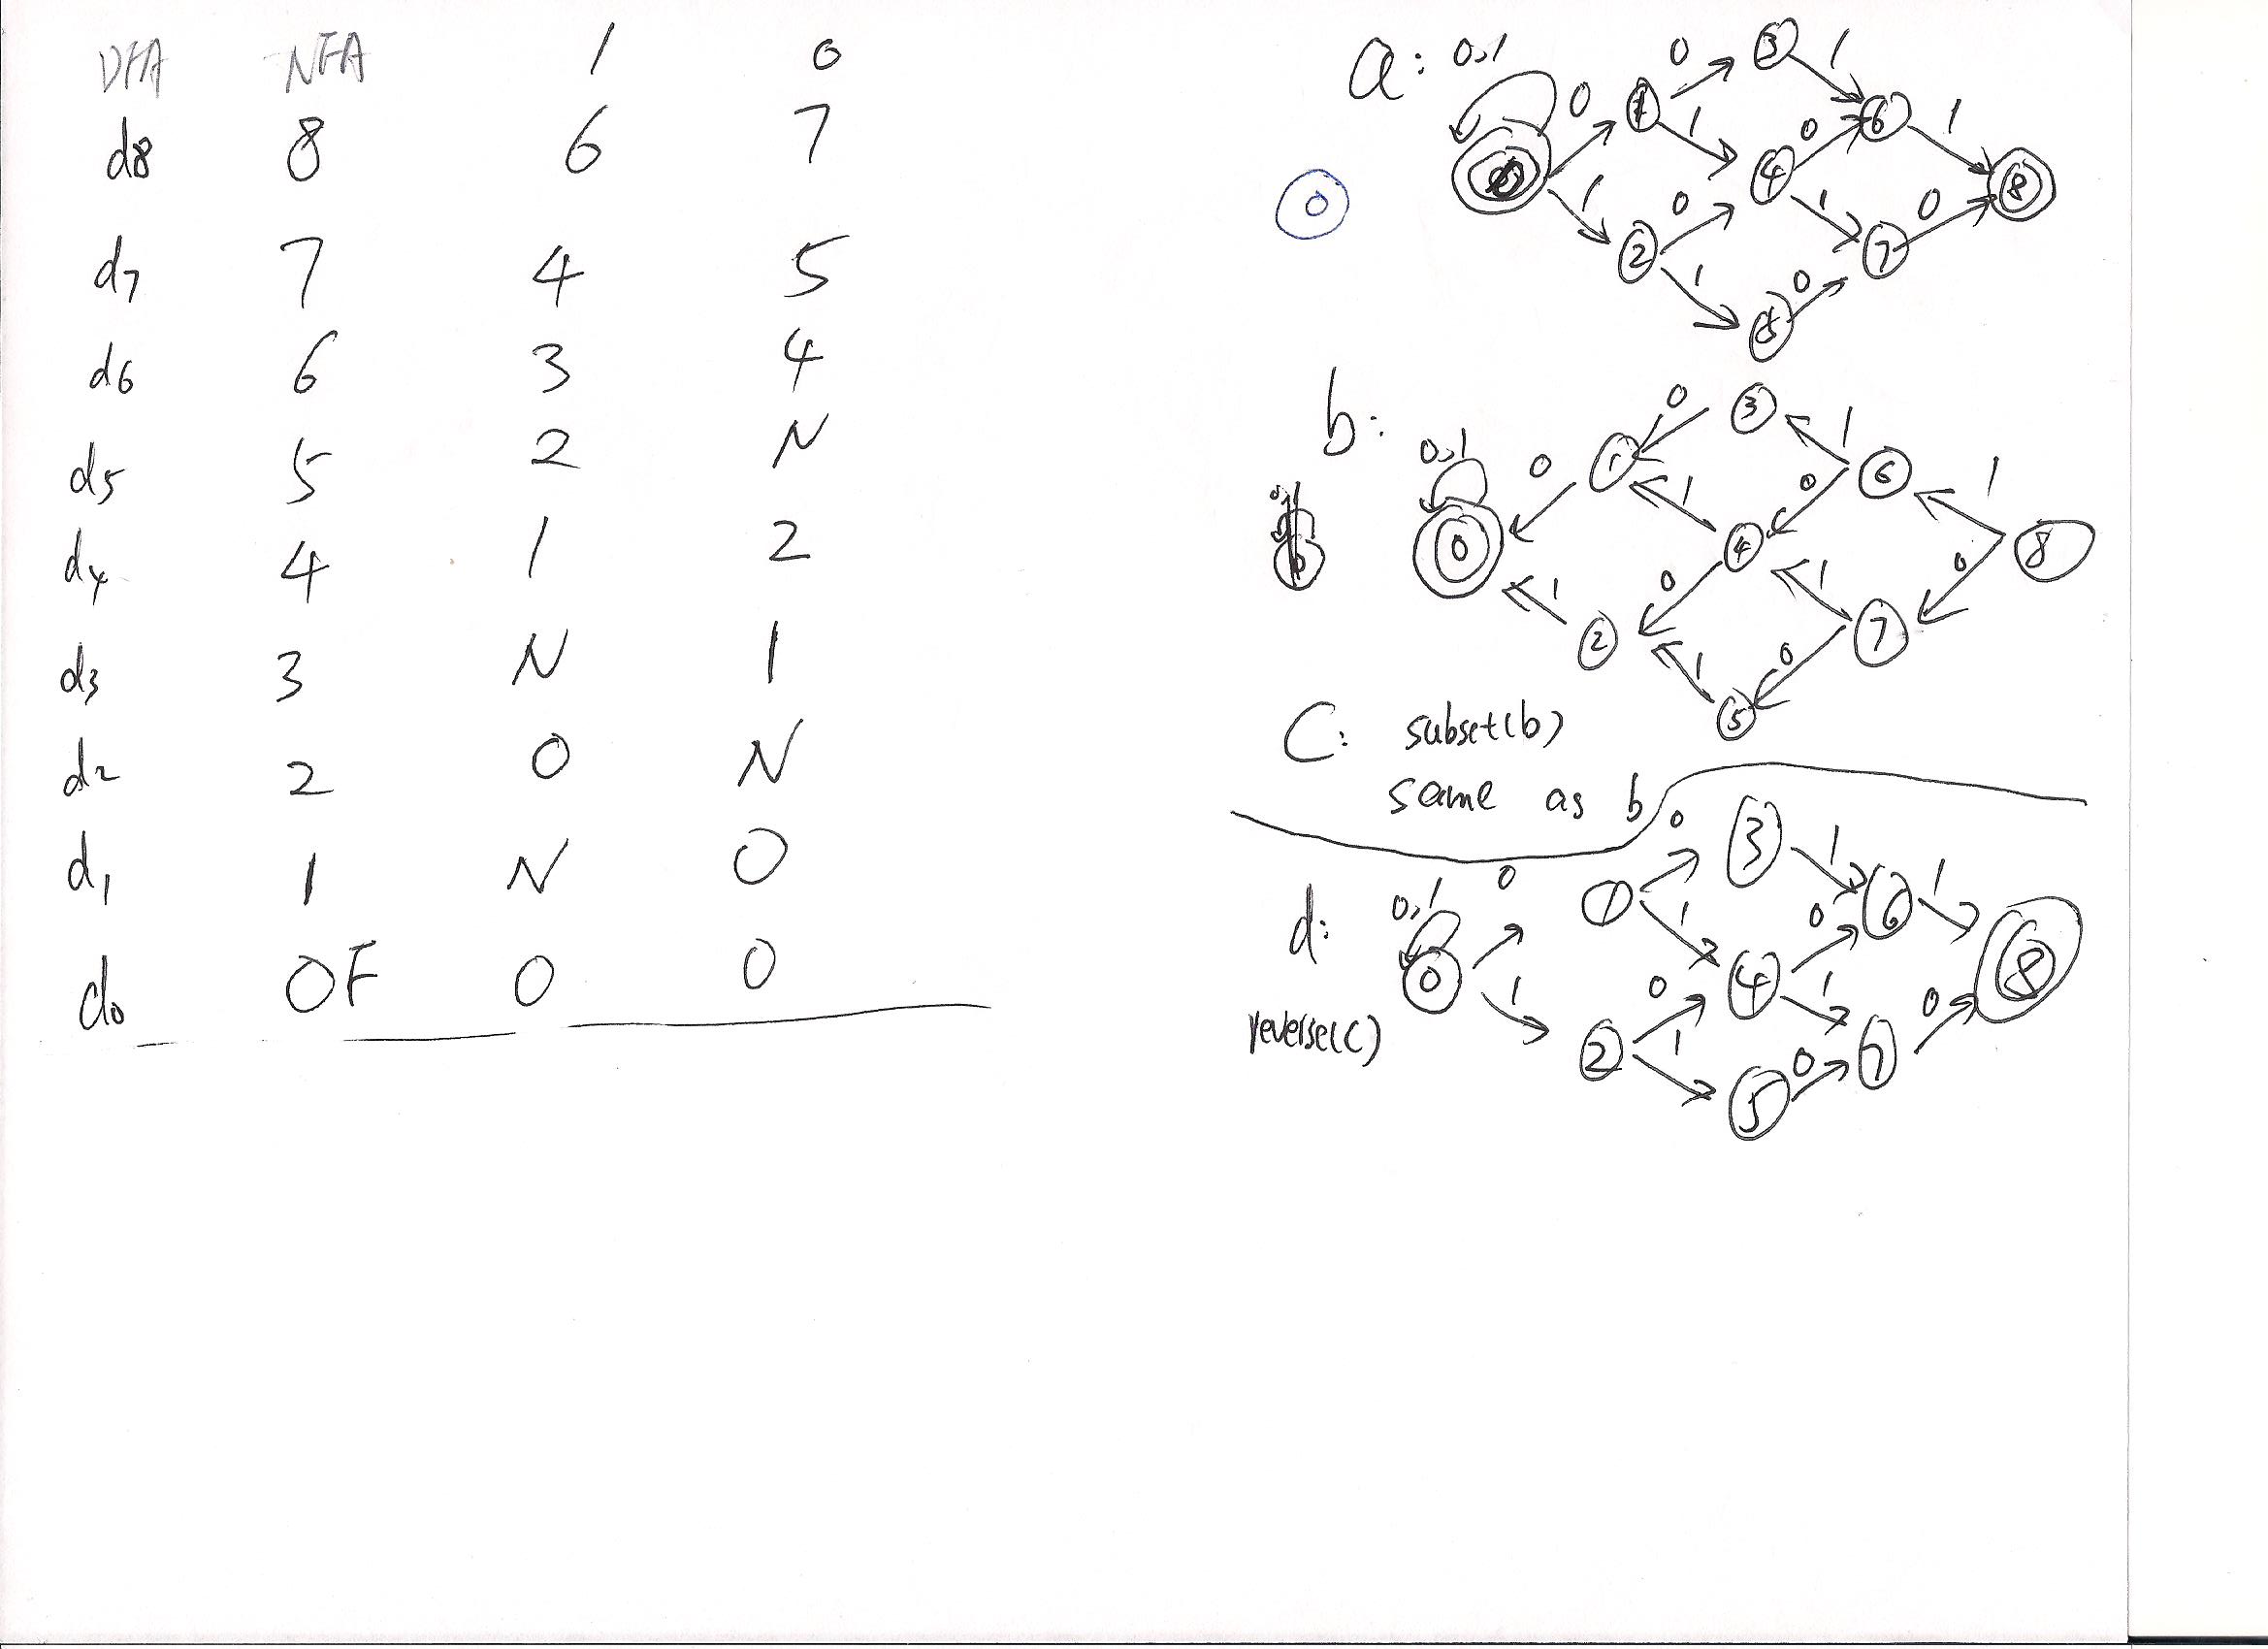 DFA NFA 1 0
d8 8 6 7
d7 7 4 5
d6 6 3 4
d5 5 2 N
d4 4 1 2
d3 3 N 1
d2 2 0 N
d1 1 N 0
d0 0F 0 0
a: 0,1
0 3 1
0 1 1 0 6 1
0 4 8
1 0 1 0
2 1 0 7
5
b:
0 3 1
0,1 0 1 0 6 1
1
0 4 8
1 0 1 0
2 1 0 7
5
C: subset(b)
same as b
0 3 1
d: 0,1 0 1 1 0 6 1
0 4 8
1 0 1 0
reverse(c) 2 1 0 7
5